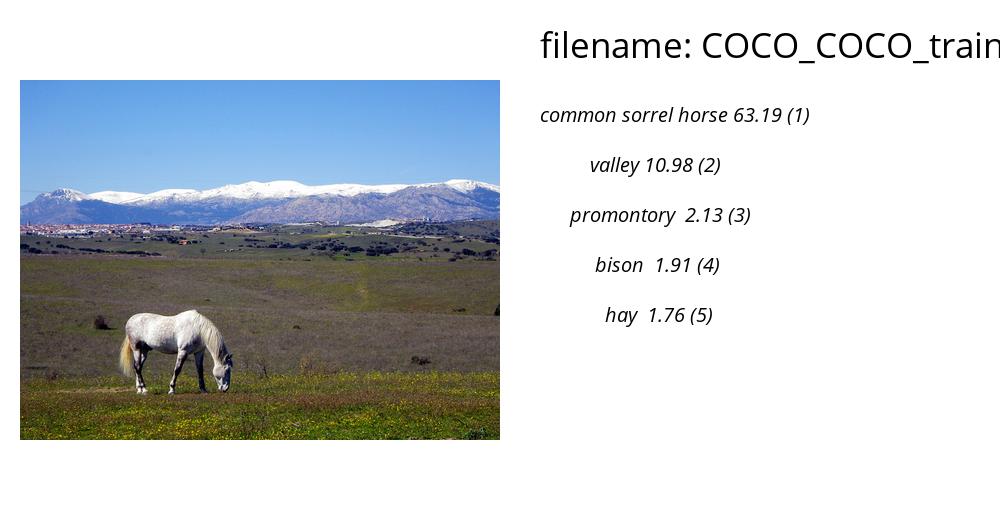 filename: COCO_COCO_train
common sorrel horse 63.19 (1)
valley 10.98 (2)
promontory 2.13 (3)
bison 1.91 (4)
hay 1.76 (5)